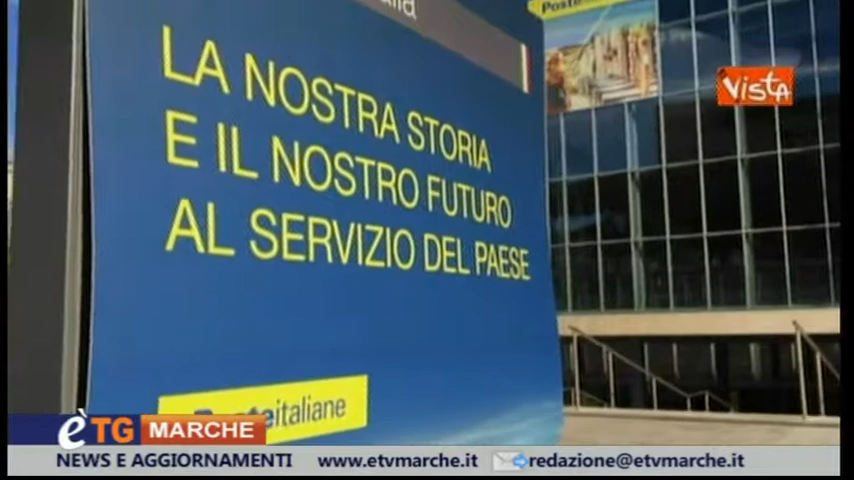 Poste
VISTA
LA NOSTRA STORIA
E IL NOSTRO FUTURO
AL SERVIZIO DEL PAESE
Posteitaliane
èTG MARCHE
NEWS E AGGIORNAMENTI www.etvmarche.it redazione@etvmarche.it